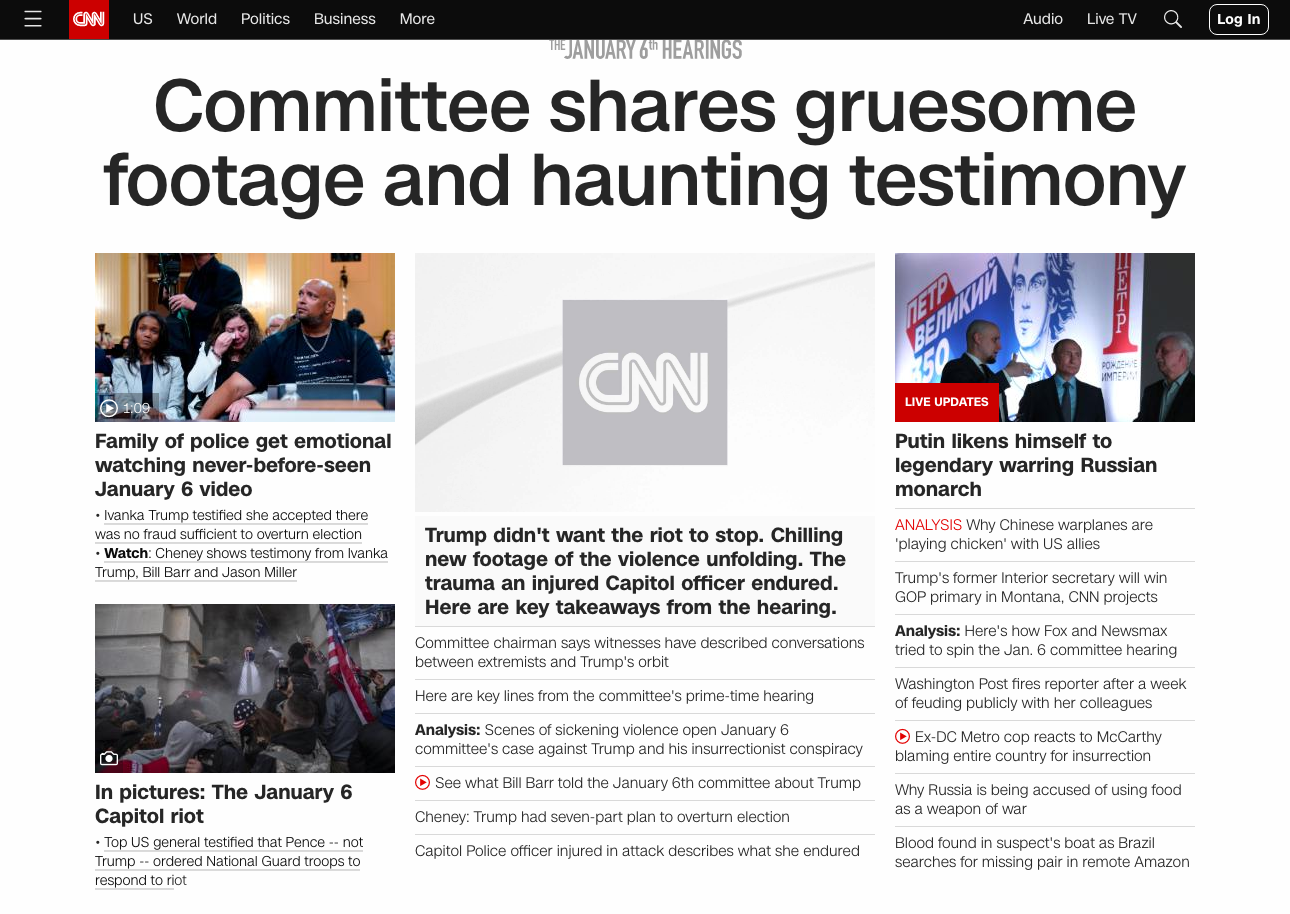 CNN
US
World
Politics
Business
More
Audio
Live TV
Log In
THE JANUARY 6th HEARINGS
Committee shares gruesome
footage and haunting testimony
1:09
Family of police get emotional
watching never-before-seen
January 6 video
• Ivanka Trump testified she accepted there
was no fraud sufficient to overturn election
• Watch: Cheney shows testimony from Ivanka
Trump, Bill Barr and Jason Miller
In pictures: The January 6
Capitol riot
• Top US general testified that Pence -- not
Trump -- ordered National Guard troops to
respond to riot
CNN
Trump didn't want the riot to stop. Chilling
new footage of the violence unfolding. The
trauma an injured Capitol officer endured.
Here are key takeaways from the hearing.
Committee chairman says witnesses have described conversations
between extremists and Trump's orbit
Here are key lines from the committee's prime-time hearing
Analysis: Scenes of sickening violence open January 6
committee's case against Trump and his insurrectionist conspiracy
See what Bill Barr told the January 6th committee about Trump
Cheney: Trump had seven-part plan to overturn election
Capitol Police officer injured in attack describes what she endured
ПЕТР
ВЕЛИКИЙ
350
ПЕТР
I
РОЖДЕНИЕ
ИМПЕРИИ
LIVE UPDATES
Putin likens himself to
legendary warring Russian
monarch
ANALYSIS Why Chinese warplanes are
'playing chicken' with US allies
Trump's former Interior secretary will win
GOP primary in Montana, CNN projects
Analysis: Here's how Fox and Newsmax
tried to spin the Jan. 6 committee hearing
Washington Post fires reporter after a week
of feuding publicly with her colleagues
Ex-DC Metro cop reacts to McCarthy
blaming entire country for insurrection
Why Russia is being accused of using food
as a weapon of war
Blood found in suspect's boat as Brazil
searches for missing pair in remote Amazon